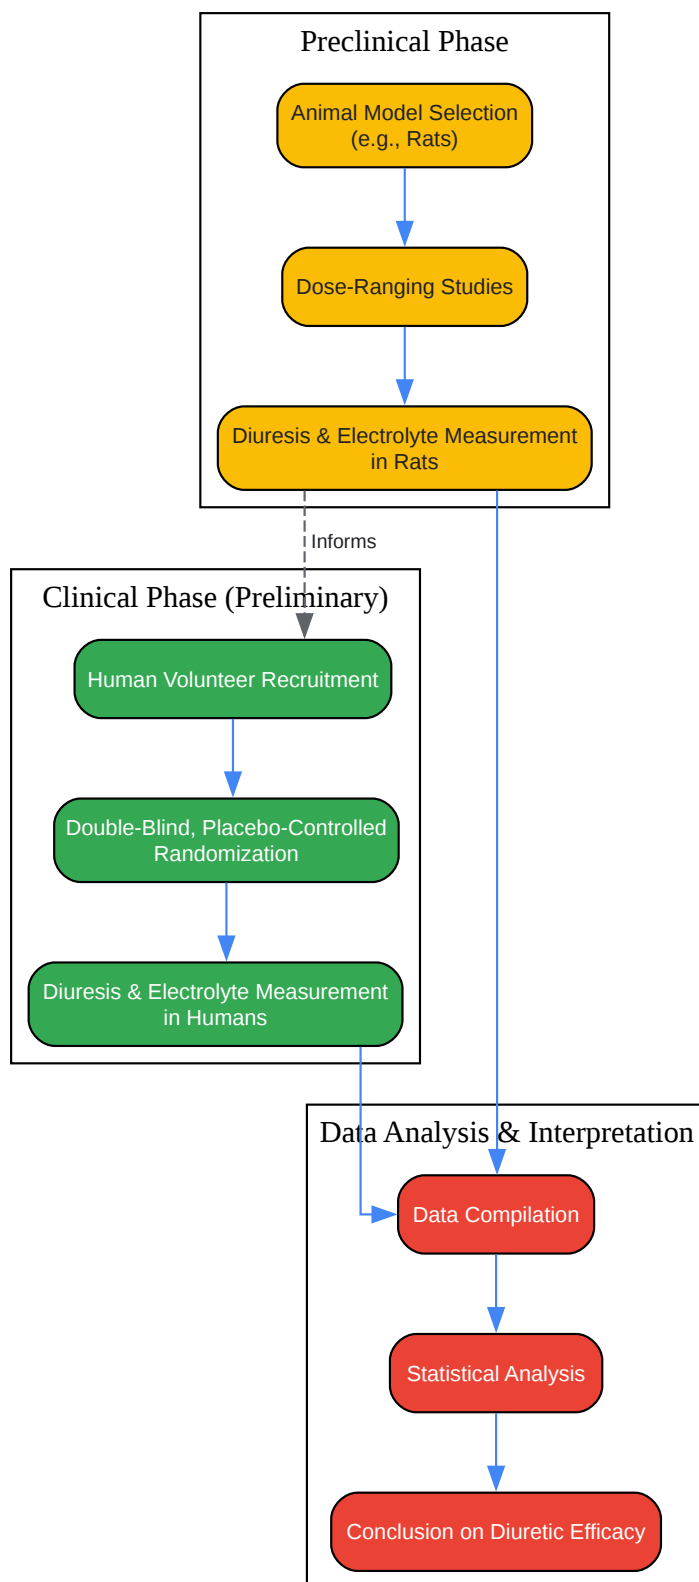 Preclinical Phase
Animal Model Selection
(e.g., Rats)
Dose-Ranging Studies
Diuresis & Electrolyte Measurement
in Rats
Informs
Clinical Phase (Preliminary)
Human Volunteer Recruitment
Double-Blind, Placebo-Controlled
Randomization
Diuresis & Electrolyte Measurement
in Humans
Data Analysis & Interpretation
Data Compilation
Statistical Analysis
Conclusion on Diuretic Efficacy